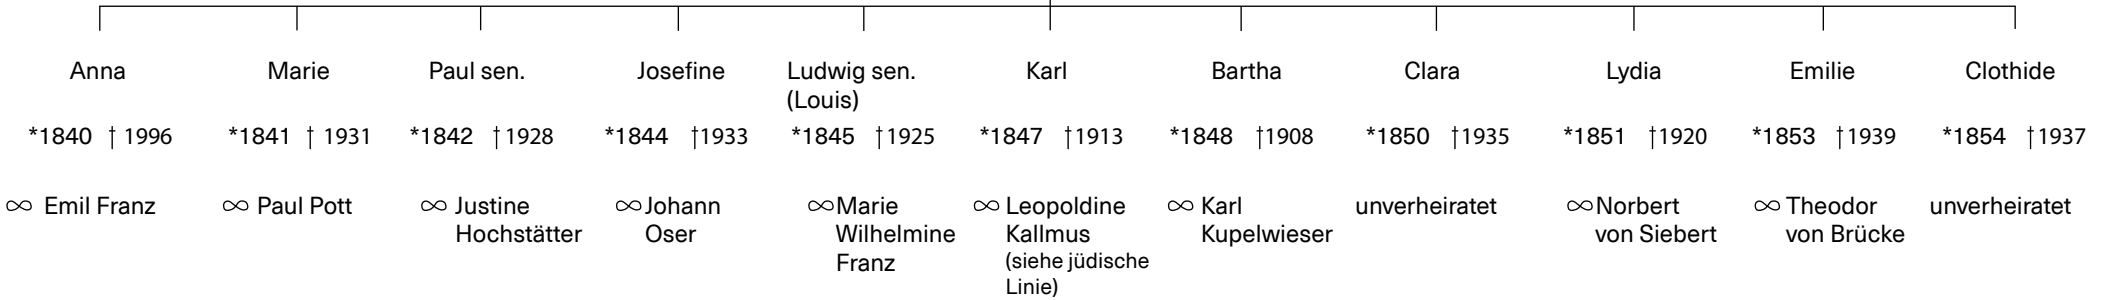 Anna Marie Paul sen. Josefine Ludwig sen. Karl Bartha Clara Lydia Emilie Clothide
(Louis)
*1840 † 1996 *1841 † 1931 *1842 †1928 *1844 †1933 *1845 †1925 *1847 †1913 *1848 †1908 *1850 †1935 *1851 †1920 *1853 †1939 *1854 †1937
∞ Emil Franz ∞ Paul Pott ∞ Justine ∞ Johann ∞ Marie ∞ Leopoldine ∞ Karl unverheiratet ∞ Norbert ∞ Theodor unverheiratet
Hochstätter Oser Wilhelmine Kallmus Kupelwieser von Siebert von Brücke
Franz (siehe jüdische
Linie)